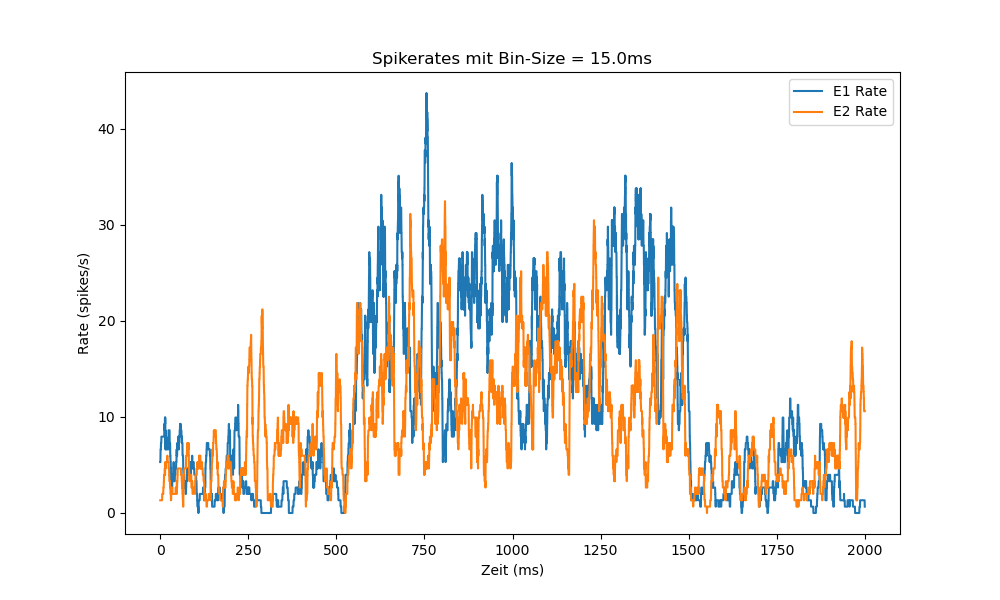 Spikerates mit Bin-Size = 15.0ms
E1 Rate
E2 Rate
Rate (spikes/s)
40
30
20
10
0
0 250 500 750 1000 1250 1500 1750 2000
Zeit (ms)